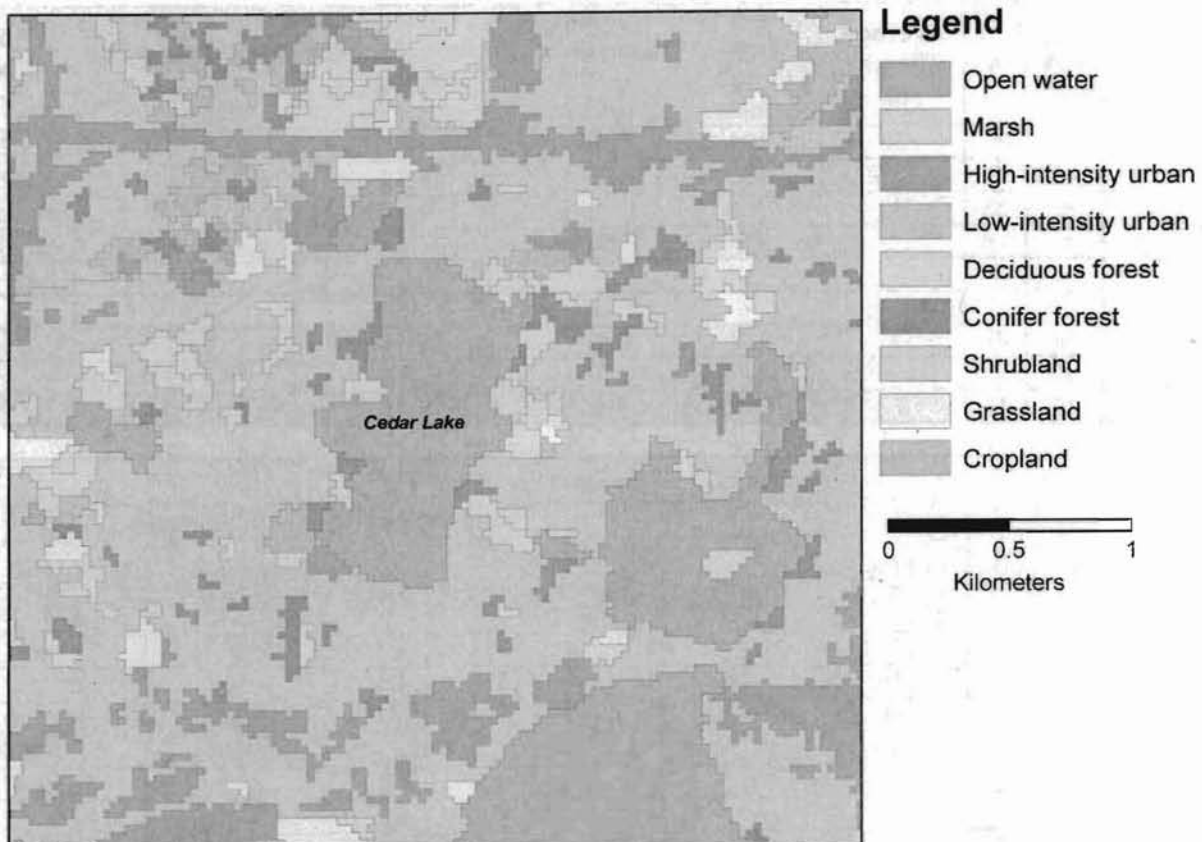 Legend
Open water
Marsh
High-intensity urban
Low-intensity urban
Deciduous forest
Conifer forest
Shrubland
Grassland
Cropland
0 0.5 1
Kilometers
Cedar Lake